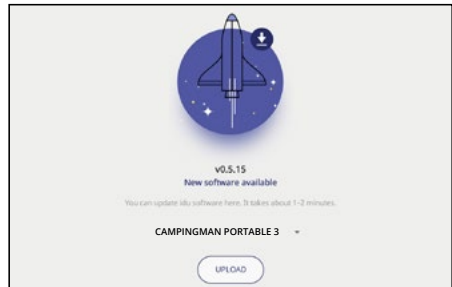 v0.5.15
New software available
You can update idu software here. It takes about 1-2 minutes.
CAMPINGMAN PORTABLE 3
UPLOAD